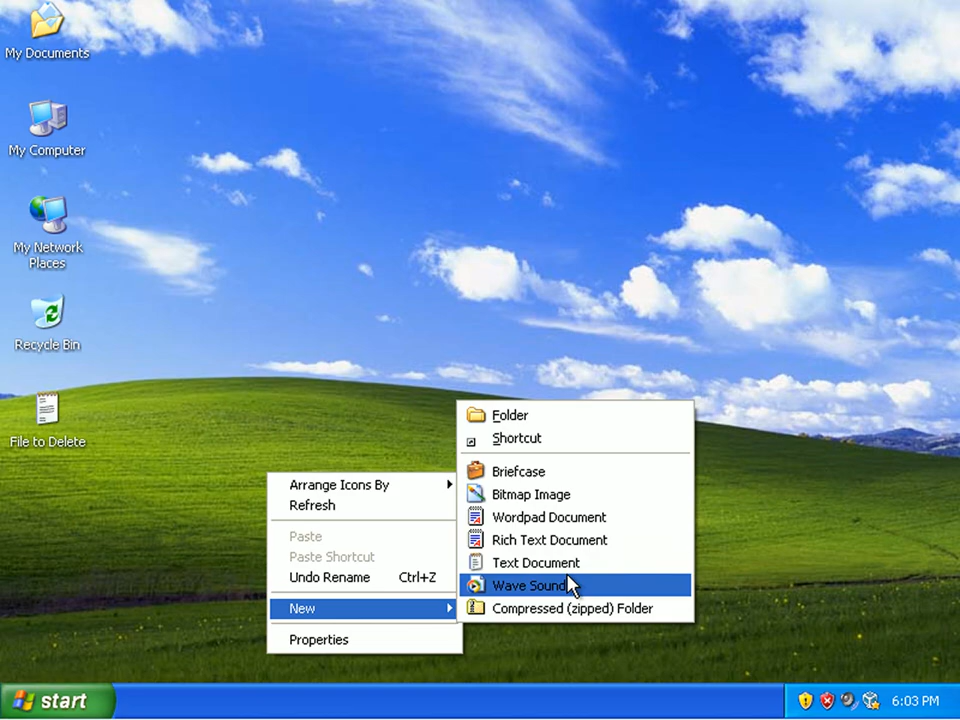 My Documents
My Computer
My Network
Places
Recycle Bin
File to Delete
Arrange Icons By
Refresh
Paste
Paste Shortcut
Undo Rename Ctrl+Z
New
Properties
Folder
Shortcut
Briefcase
Bitmap Image
Wordpad Document
Rich Text Document
Text Document
Wave Sound
Compressed (zipped) Folder
start
6:03 PM